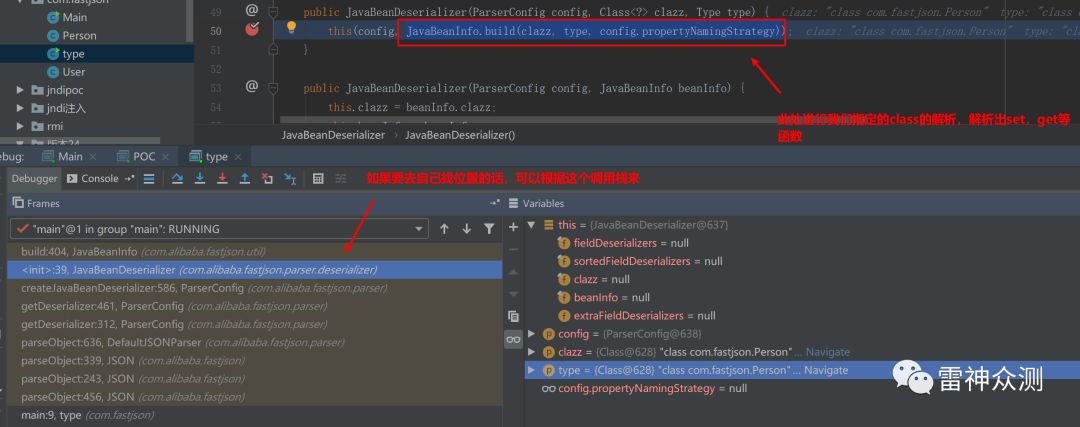 com.fastjson
Main
Person
type
User
jndipoc
jndi注入
rmi
版本24
49 public JavaBeanDeserializer(ParserConfig config, Class<?> clazz, Type type) { clazz: "class com.fastjson.Person" type: "class c
50 this(config, JavaBeanInfo.build(clazz, type, config.propertyNamingStrategy)); clazz: "class com.fastjson.Person" type: "cla
51 }
52
53 public JavaBeanDeserializer(ParserConfig config, JavaBeanInfo beanInfo) {
54 this.clazz = beanInfo.clazz;
此处进行我们指定的class的解析，解析出set，get等
函数
JavaBeanDeserializer › JavaBeanDeserializer()
ebug: Main × POC × type ×
Debugger Console
如果要去自己找位置的话，可以根据这个调用栈来
Frames
Variables
"main"@1 in group "main": RUNNING
build:404, JavaBeanInfo (com.alibaba.fastjson.util)
<init>:39, JavaBeanDeserializer (com.alibaba.fastjson.parser.deserializer)
createJavaBeanDeserializer:586, ParserConfig (com.alibaba.fastjson.parser)
getDeserializer:461, ParserConfig (com.alibaba.fastjson.parser)
getDeserializer:312, ParserConfig (com.alibaba.fastjson.parser)
parseObject:636, DefaultJSONParser (com.alibaba.fastjson.parser)
parseObject:339, JSON (com.alibaba.fastjson)
parseObject:243, JSON (com.alibaba.fastjson)
parseObject:456, JSON (com.alibaba.fastjson)
main:9, type (com.fastjson)
this = {JavaBeanDeserializer@637}
fieldDeserializers = null
sortedFieldDeserializers = null
clazz = null
beanInfo = null
extraFieldDeserializers = null
config = {ParserConfig@638}
clazz = {Class@628} "class com.fastjson.Person"... Navigate
type = {Class@628} "class com.fastjson.Person"... Navigate
config.propertyNamingStrategy = null
雷神众测